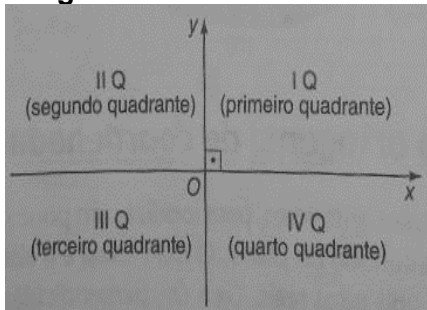 y
II Q
(segundo quadrante)
I Q
(primeiro quadrante)
O
x
III Q
(terceiro quadrante)
IV Q
(quarto quadrante)